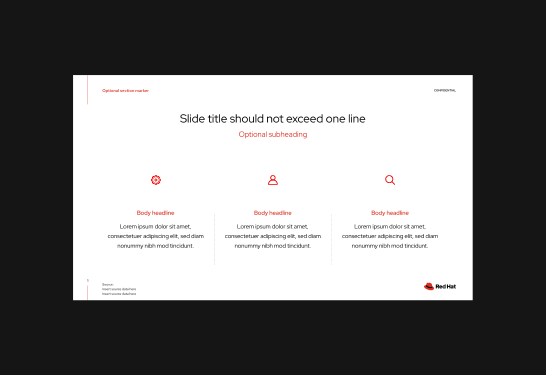 Optional section marker
CONFIDENTIAL
Slide title should not exceed one line
Optional subheading
Body headline
Lorem ipsum dolor sit amet,
consectetuer adipiscing elit, sed diam
nonummy nibh mod tincidunt.
Body headline
Lorem ipsum dolor sit amet,
consectetuer adipiscing elit, sed diam
nonummy nibh mod tincidunt.
Body headline
Lorem ipsum dolor sit amet,
consectetuer adipiscing elit, sed diam
nonummy nibh mod tincidunt.
Source:
Insert source data here
Insert source data here
Red Hat